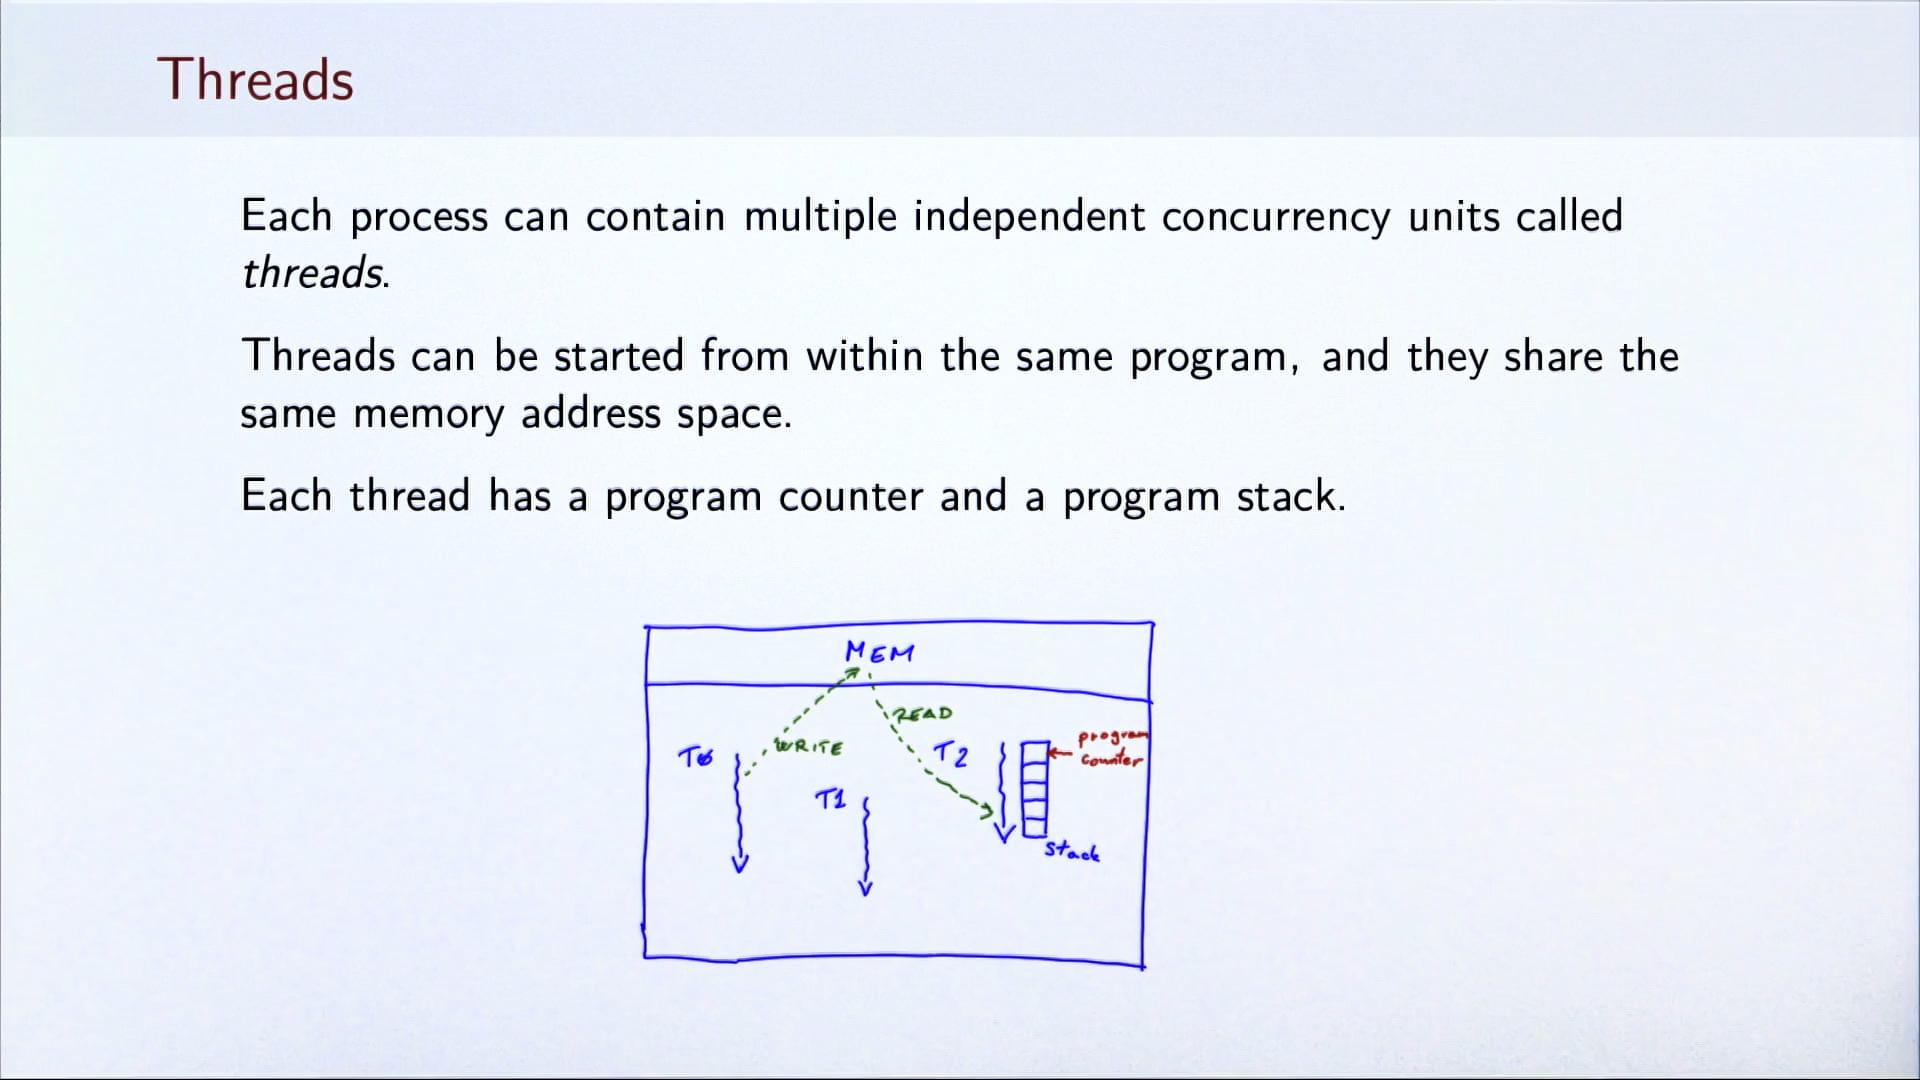 Threads
Each process can contain multiple independent concurrency units called
threads.
Threads can be started from within the same program, and they share the
same memory address space.
Each thread has a program counter and a program stack.
MEM
READ
WRITE
T0
T1
T2
program
counter
stack